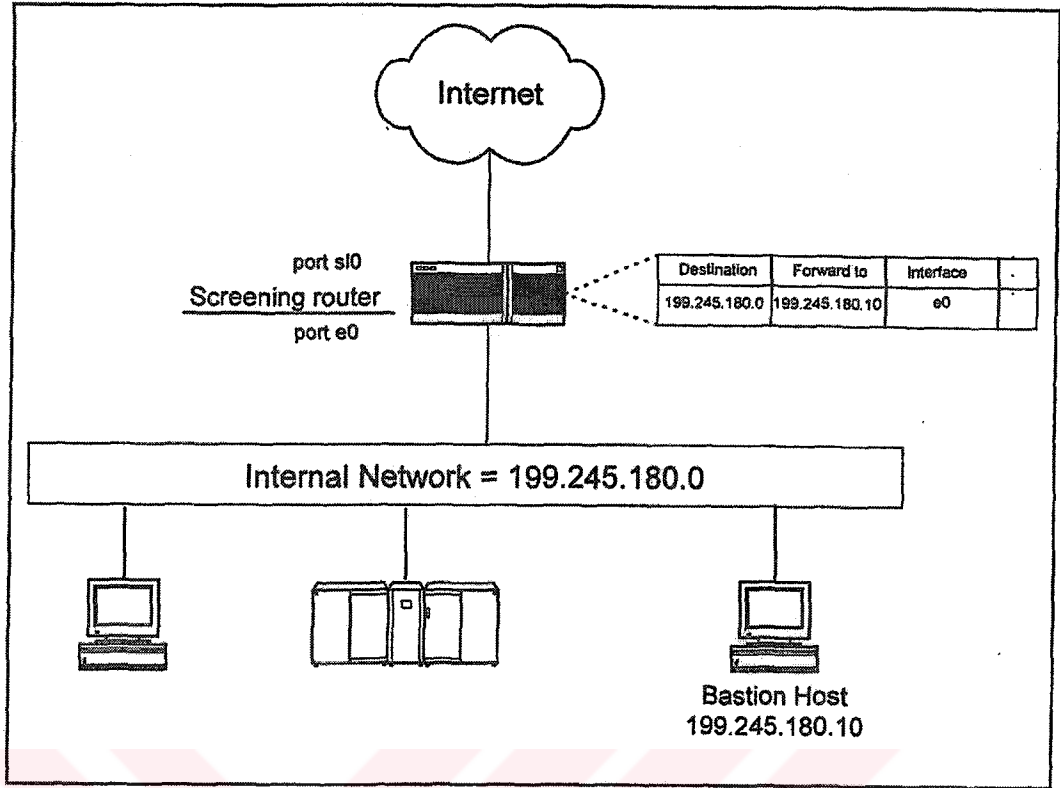 Internet
port sl0
Screening router
port e0
Destination Forward to Interface
199.245.180.0 199.245.180.10 e0
Internal Network = 199.245.180.0
Bastion Host
199.245.180.10